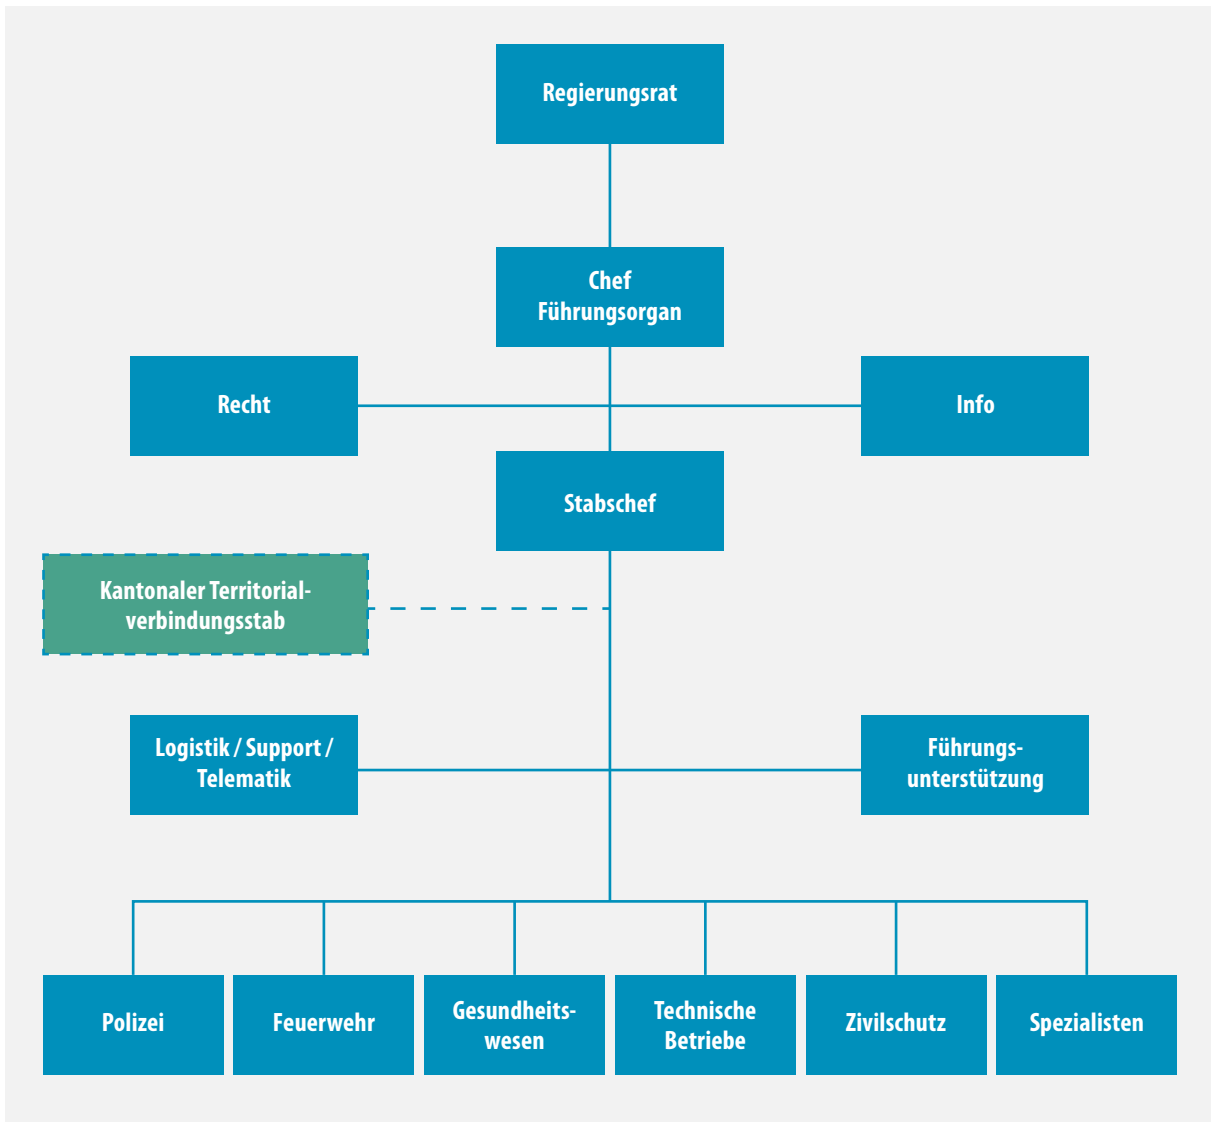 Regierungsrat
Chef
Führungsorgan
Recht
Info
Stabschef
Kantonaler Territorial-
verbindungsstab
Logistik / Support /
Telematik
Führungs-
unterstützung
Polizei
Feuerwehr
Gesundheits-
wesen
Technische
Betriebe
Zivilschutz
Spezialisten